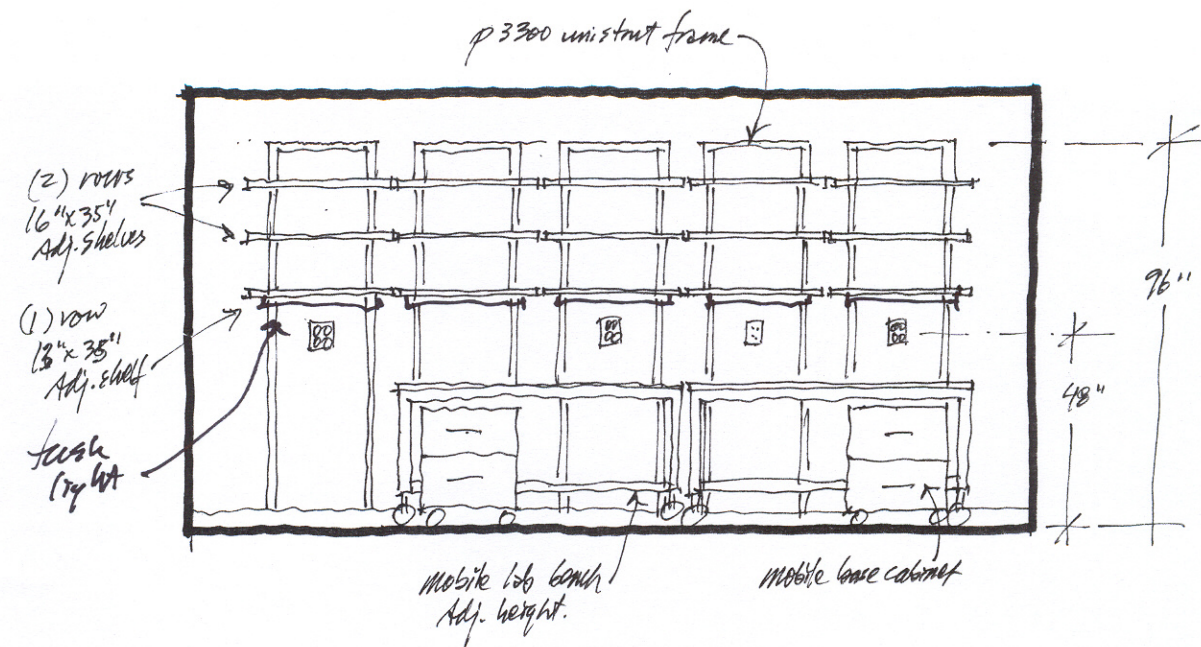 p3300 unistrut frame
(2) rows
16"x35"
Adj. Shelves
(1) row
13"x35"
Adj. shelf
task
light
96"
48"
mobile lab bench
Adj. height.
mobile base cabinet